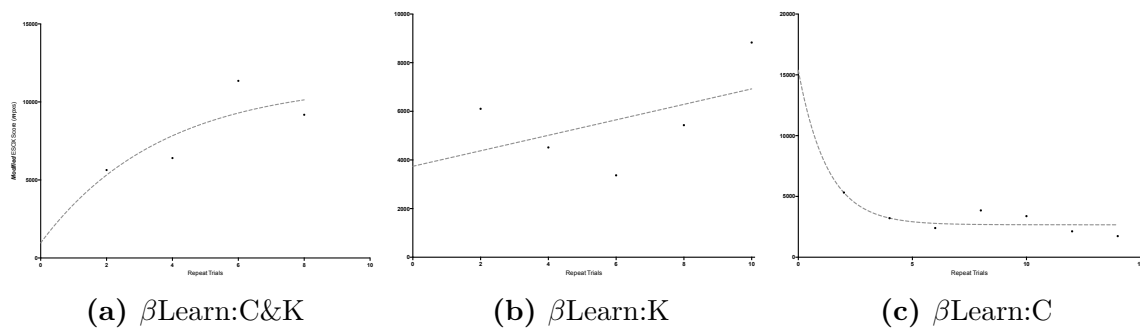 15000
10000
5000
0
0 2 4 6 8 10
Modified ESOK Score (mpxs)
Repeat Trials
(a) βLearn:C&K
10000
8000
6000
4000
2000
0
0 2 4 6 8 10
Repeat Trials
(b) βLearn:K
20000
15000
10000
5000
0
0 5 10 15
Repeat Trials
(c) βLearn:C